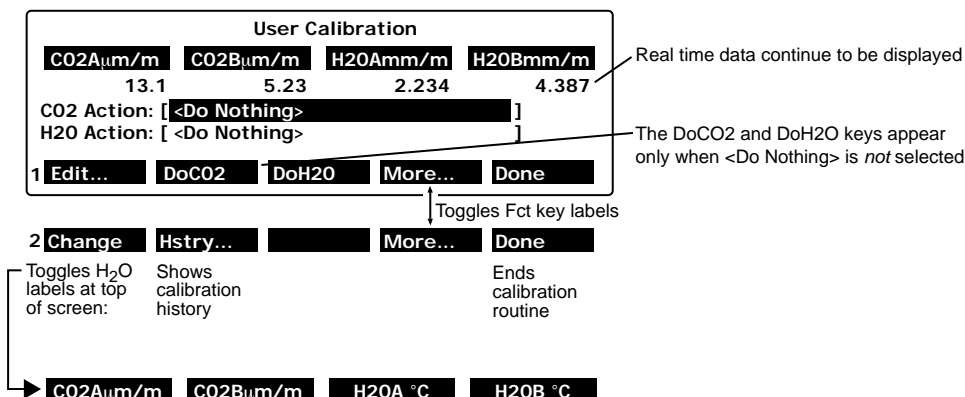 User Calibration
CO2Aµm/m CO2Bµm/m H2OAmm/m H2OBmm/m
13.1 5.23 2.234 4.387
CO2 Action: [ <Do Nothing> ]
H2O Action: [ <Do Nothing> ]
1 Edit... DoCO2 DoH2O More... Done
Real time data continue to be displayed
The DoCO2 and DoH2O keys appear
only when <Do Nothing> is not selected
Toggles Fct key labels
2 Change Hstry... More... Done
Toggles H2O
labels at top
of screen:
Shows
calibration
history
Ends
calibration
routine
CO2Aµm/m CO2Bµm/m H2OA °C H2OB °C